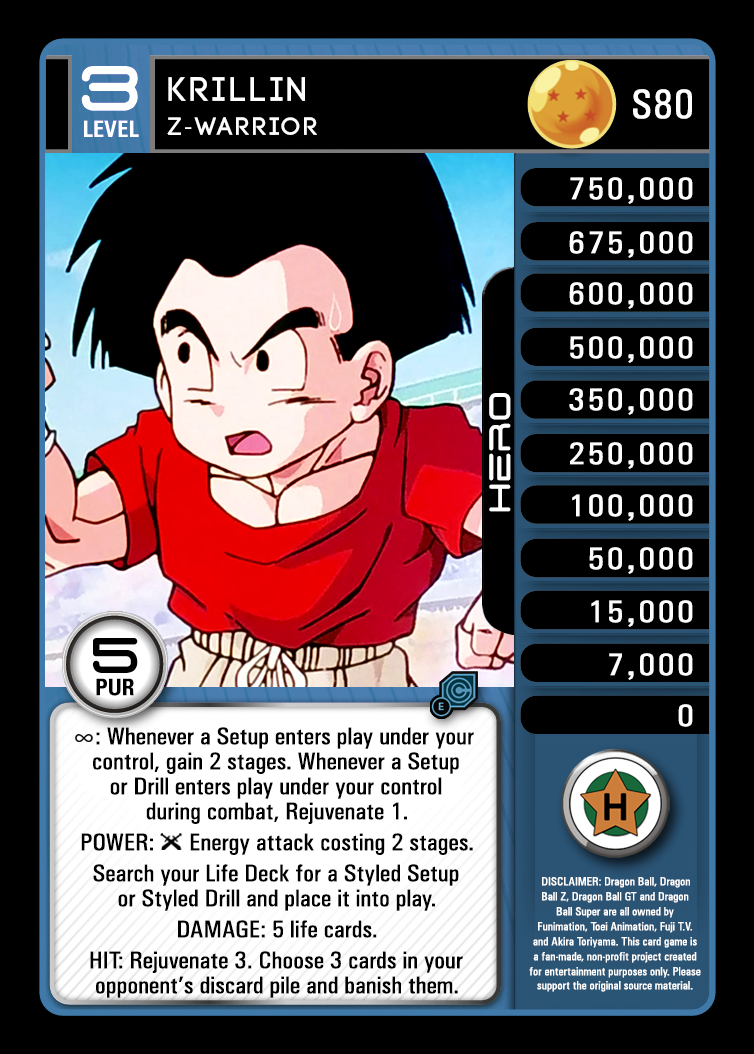 3
LEVEL
KRILLIN
Z-WARRIOR
S80
750,000
675,000
600,000
500,000
350,000
250,000
100,000
50,000
15,000
7,000
0
HERO
5
PUR
E
∞: Whenever a Setup enters play under your
control, gain 2 stages. Whenever a Setup
or Drill enters play under your control
during combat, Rejuvenate 1.
POWER: Energy attack costing 2 stages.
Search your Life Deck for a Styled Setup
or Styled Drill and place it into play.
DAMAGE: 5 life cards.
HIT: Rejuvenate 3. Choose 3 cards in your
opponent's discard pile and banish them.
H
DISCLAIMER: Dragon Ball, Dragon
Ball Z, Dragon Ball GT and Dragon
Ball Super are all owned by
Funimation, Toei Animation, Fuji T.V.
and Akira Toriyama. This card game is
a fan-made, non-profit project created
for entertainment purposes only. Please
support the original source material.